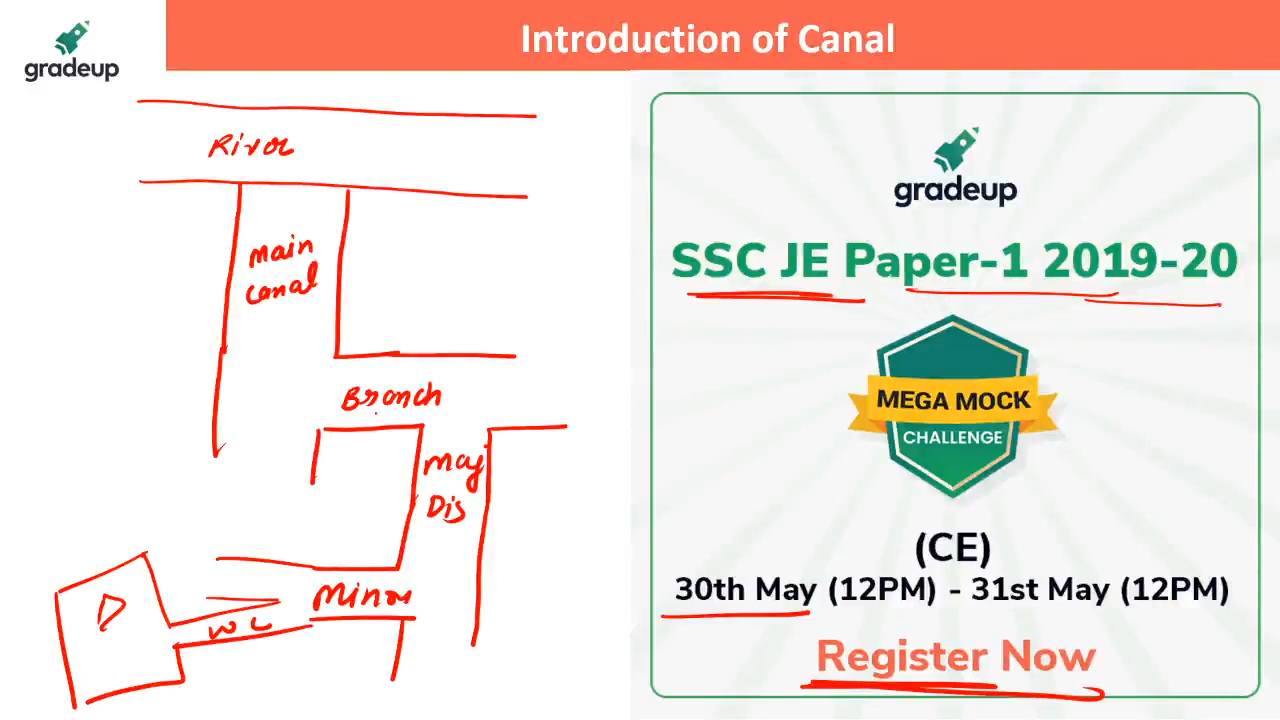 gradeup
Introduction of Canal
River
Main
Canal
Branch
Maj
Dis
Minor
D
WC
gradeup
SSC JE Paper-1 2019-20
MEGA MOCK
CHALLENGE
(CE)
30th May (12PM) - 31st May (12PM)
Register Now